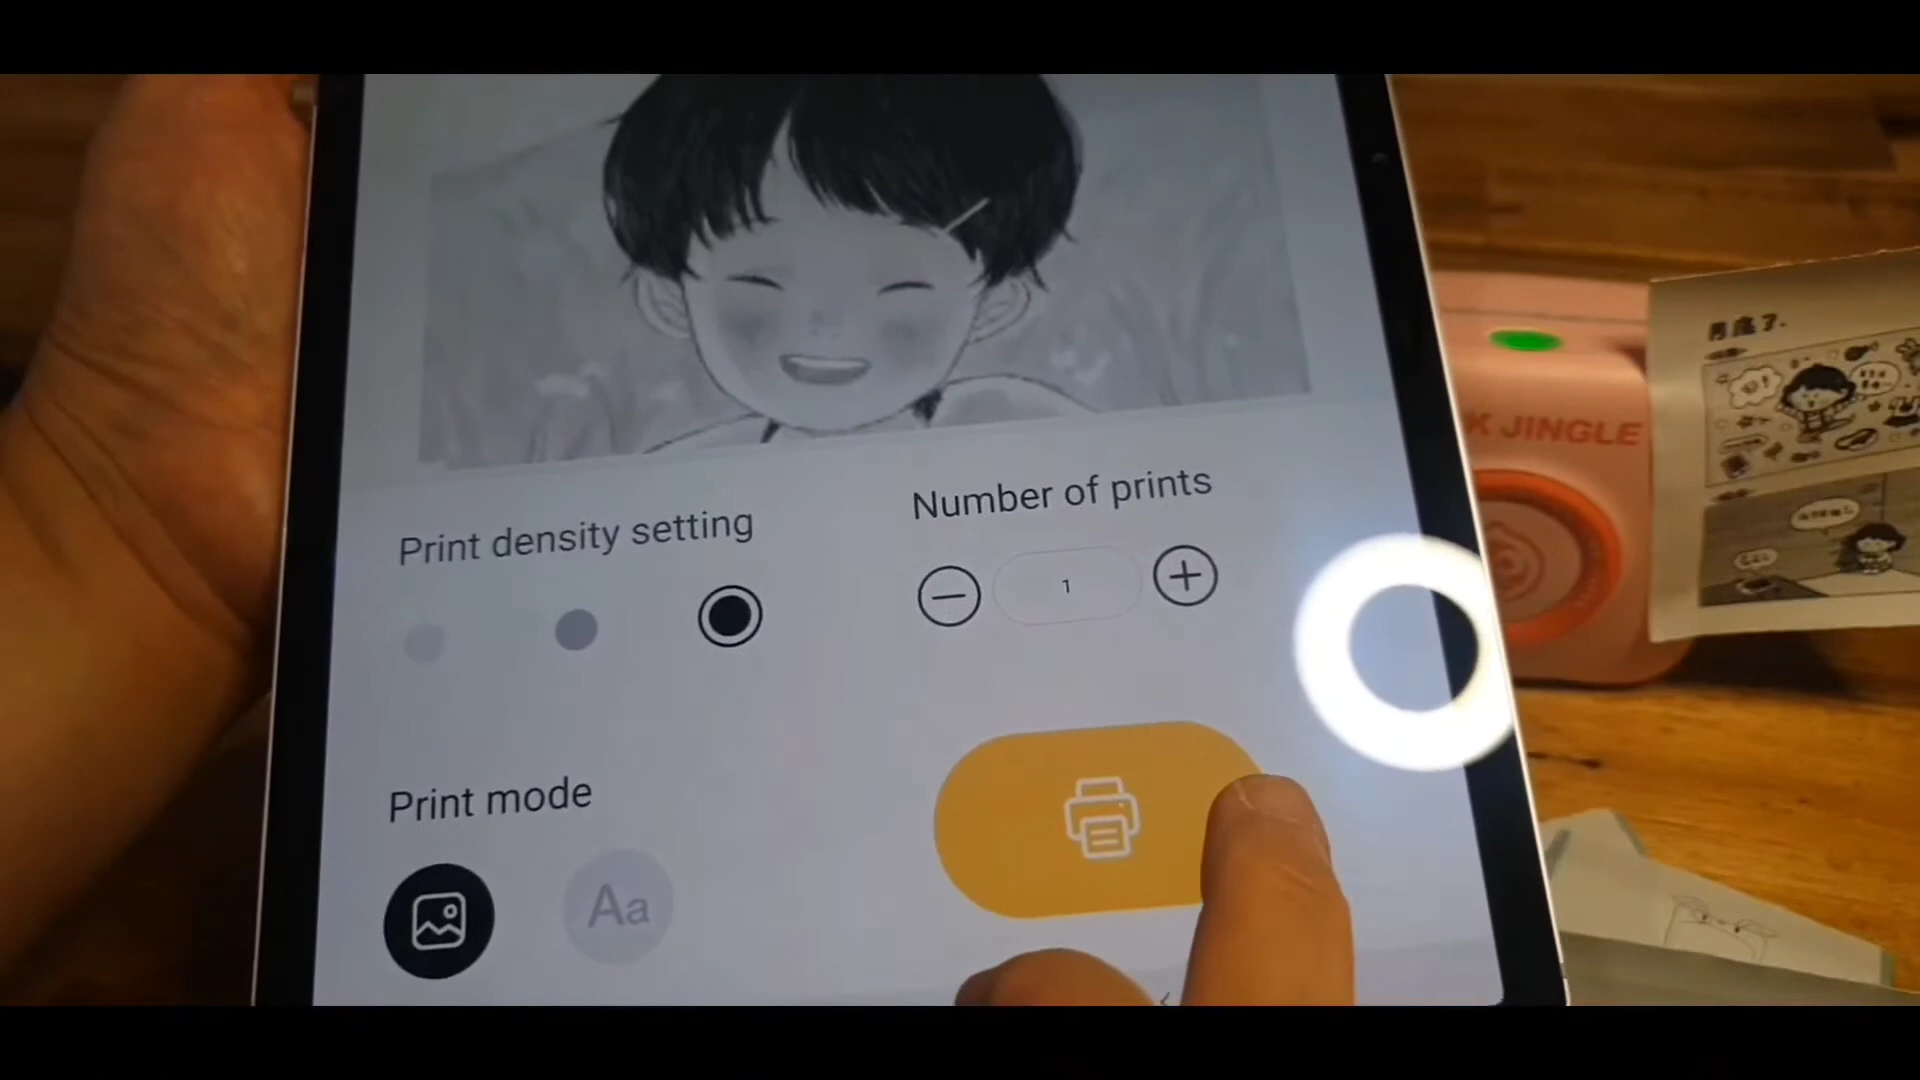 Print density setting
Number of prints
1
Print mode
Aa
K JINGLE